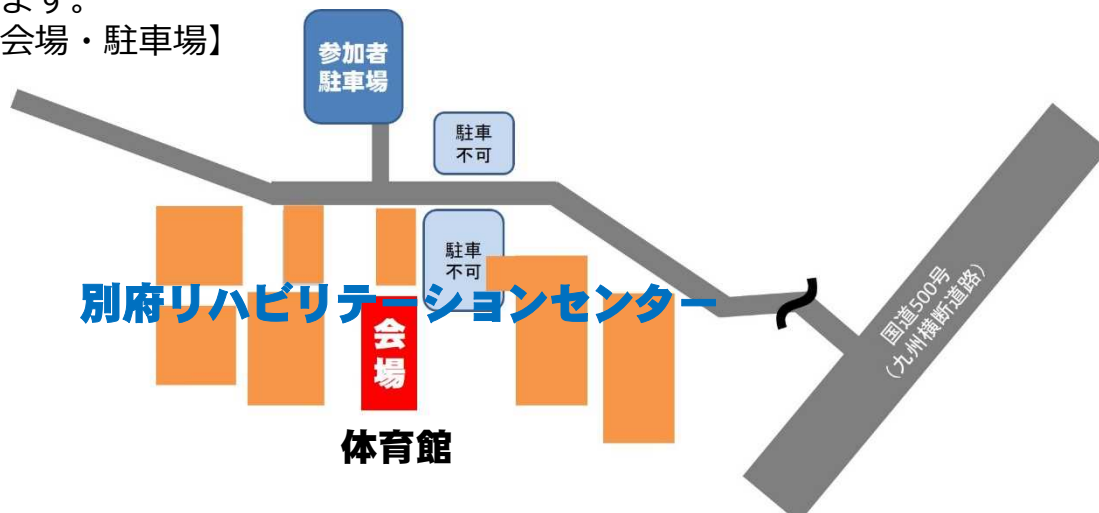 ます。
会場・駐車場】
参加者
駐車場
駐車
不可
駐車
不可
別府リハビリテーションセンター
会
場
体育館
国道500号
（九州横断道路）